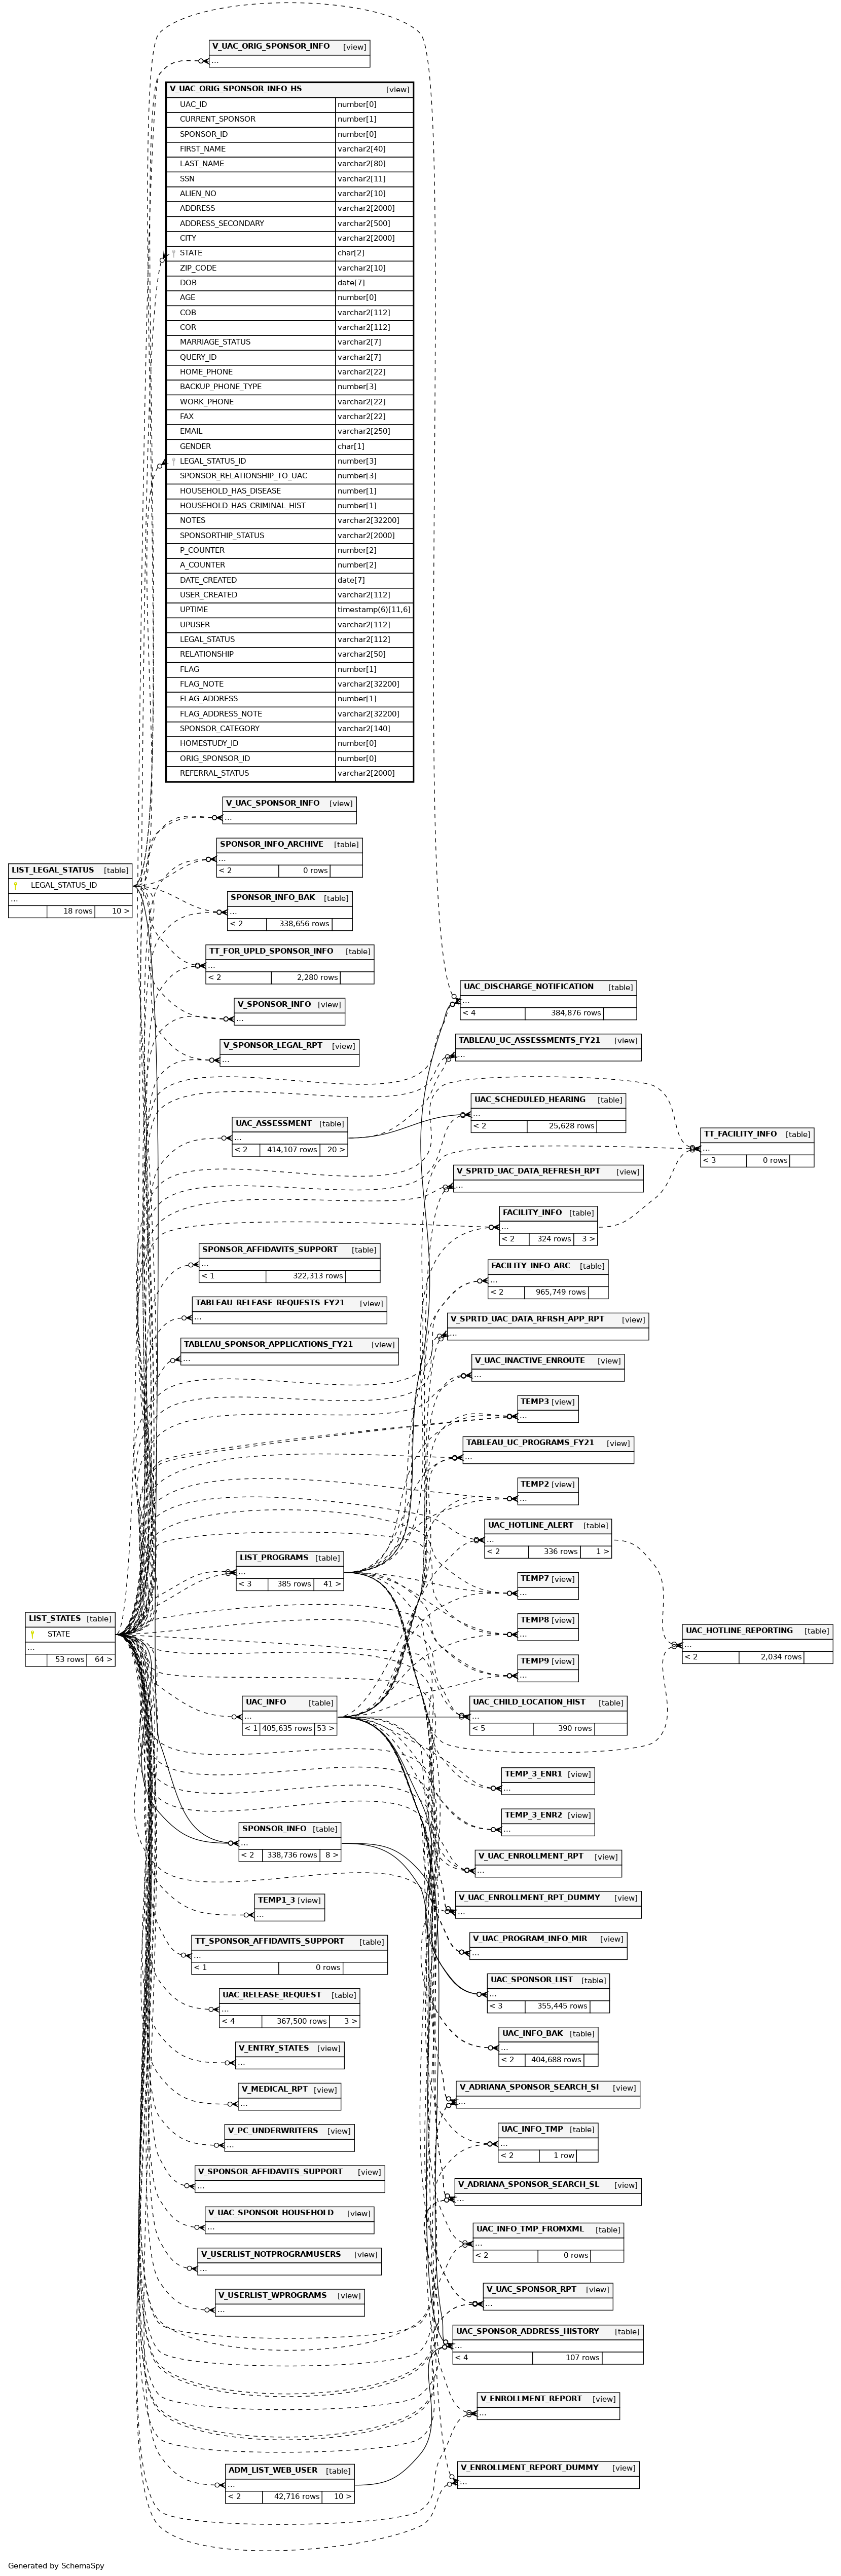 V_UAC_ORIG_SPONSOR_INFO [view]
...
V_UAC_ORIG_SPONSOR_INFO_HS [view]
UAC_ID number[0]
CURRENT_SPONSOR number[1]
SPONSOR_ID number[0]
FIRST_NAME varchar2[40]
LAST_NAME varchar2[80]
SSN varchar2[11]
ALIEN_NO varchar2[10]
ADDRESS varchar2[2000]
ADDRESS_SECONDARY varchar2[500]
CITY varchar2[2000]
STATE char[2]
ZIP_CODE varchar2[10]
DOB date[7]
AGE number[0]
COB varchar2[112]
COR varchar2[112]
MARRIAGE_STATUS varchar2[7]
QUERY_ID varchar2[7]
HOME_PHONE varchar2[22]
BACKUP_PHONE_TYPE number[3]
WORK_PHONE varchar2[22]
FAX varchar2[22]
EMAIL varchar2[250]
GENDER char[1]
LEGAL_STATUS_ID number[3]
SPONSOR_RELATIONSHIP_TO_UAC number[3]
HOUSEHOLD_HAS_DISEASE number[1]
HOUSEHOLD_HAS_CRIMINAL_HIST number[1]
NOTES varchar2[32200]
SPONSORTHIP_STATUS varchar2[2000]
P_COUNTER number[2]
A_COUNTER number[2]
DATE_CREATED date[7]
USER_CREATED varchar2[112]
UPTIME timestamp(6)[11,6]
UPUSER varchar2[112]
LEGAL_STATUS varchar2[112]
RELATIONSHIP varchar2[50]
FLAG number[1]
FLAG_NOTE varchar2[32200]
FLAG_ADDRESS number[1]
FLAG_ADDRESS_NOTE varchar2[32200]
SPONSOR_CATEGORY varchar2[140]
HOMESTUDY_ID number[0]
ORIG_SPONSOR_ID number[0]
REFERRAL_STATUS varchar2[2000]
V_UAC_SPONSOR_INFO [view]
...
SPONSOR_INFO_ARCHIVE [table]
...
< 2 0 rows
LIST_LEGAL_STATUS [table]
LEGAL_STATUS_ID
...
18 rows 10 >
SPONSOR_INFO_BAK [table]
...
< 2 338,656 rows
TT_FOR_UPLD_SPONSOR_INFO [table]
...
< 2 2,280 rows
V_SPONSOR_INFO [view]
...
V_SPONSOR_LEGAL_RPT [view]
...
UAC_DISCHARGE_NOTIFICATION [table]
...
< 4 384,876 rows
TABLEAU_UC_ASSESSMENTS_FY21 [view]
...
UAC_ASSESSMENT [table]
...
< 2 414,107 rows 20 >
UAC_SCHEDULED_HEARING [table]
...
< 2 25,628 rows
TT_FACILITY_INFO [table]
...
< 3 0 rows
V_SPRTD_UAC_DATA_REFRESH_RPT [view]
...
FACILITY_INFO [table]
...
< 2 324 rows 3 >
SPONSOR_AFFIDAVITS_SUPPORT [table]
...
< 1 322,313 rows
FACILITY_INFO_ARC [table]
...
< 2 965,749 rows
TABLEAU_RELEASE_REQUESTS_FY21 [view]
...
V_SPRTD_UAC_DATA_RFRSH_APP_RPT [view]
...
TABLEAU_SPONSOR_APPLICATIONS_FY21 [view]
...
V_UAC_INACTIVE_ENROUTE [view]
...
TEMP3 [view]
...
TABLEAU_UC_PROGRAMS_FY21 [view]
...
TEMP2 [view]
...
UAC_HOTLINE_ALERT [table]
...
< 2 336 rows 1 >
LIST_PROGRAMS [table]
...
< 3 385 rows 41 >
TEMP7 [view]
...
TEMP8 [view]
...
LIST_STATES [table]
STATE
...
53 rows 64 >
UAC_HOTLINE_REPORTING [table]
...
< 2 2,034 rows
TEMP9 [view]
...
UAC_INFO [table]
...
< 1 405,635 rows 53 >
UAC_CHILD_LOCATION_HIST [table]
...
< 5 390 rows
TEMP_3_ENR1 [view]
...
TEMP_3_ENR2 [view]
...
SPONSOR_INFO [table]
...
< 2 338,736 rows 8 >
V_UAC_ENROLLMENT_RPT [view]
...
TEMP1_3 [view]
...
V_UAC_ENROLLMENT_RPT_DUMMY [view]
...
TT_SPONSOR_AFFIDAVITS_SUPPORT [table]
...
< 1 0 rows
V_UAC_PROGRAM_INFO_MIR [view]
...
UAC_RELEASE_REQUEST [table]
...
< 4 367,500 rows 3 >
UAC_SPONSOR_LIST [table]
...
< 3 355,445 rows
V_ENTRY_STATES [view]
...
UAC_INFO_BAK [table]
...
< 2 404,688 rows
V_MEDICAL_RPT [view]
...
V_ADRIANA_SPONSOR_SEARCH_SI [view]
...
V_PC_UNDERWRITERS [view]
...
UAC_INFO_TMP [table]
...
< 2 1 row
V_SPONSOR_AFFIDAVITS_SUPPORT [view]
...
V_ADRIANA_SPONSOR_SEARCH_SL [view]
...
V_UAC_SPONSOR_HOUSEHOLD [view]
...
UAC_INFO_TMP_FROMXML [table]
...
< 2 0 rows
V_USERLIST_NOTPROGRAMUSERS [view]
...
V_USERLIST_WPROGRAMS [view]
...
V_UAC_SPONSOR_RPT [view]
...
UAC_SPONSOR_ADDRESS_HISTORY [table]
...
< 4 107 rows
V_ENROLLMENT_REPORT [view]
...
ADM_LIST_WEB_USER [table]
...
< 2 42,716 rows 10 >
V_ENROLLMENT_REPORT_DUMMY [view]
...
Generated by SchemaSpy